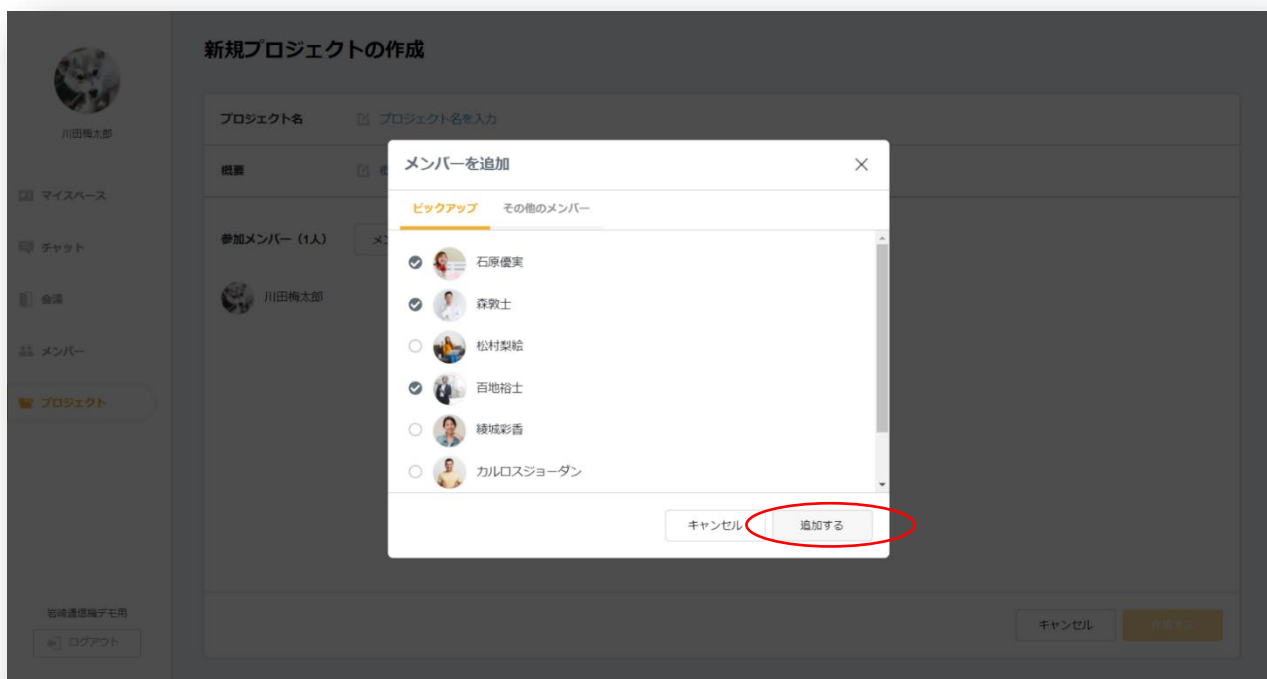 新規プロジェクトの作成
川田梅太郎
マイスペース
チャット
会議
メンバー
プロジェクト
岩崎通信機デモ用
ログアウト
プロジェクト名
プロジェクト名を入力
概要
参加メンバー（1人）
川田梅太郎
メンバーを追加
ピックアップ
その他のメンバー
石原優実
森敦士
松村梨絵
百地裕士
綾城彩香
カルロスジョーダン
キャンセル
追加する
キャンセル
作成する